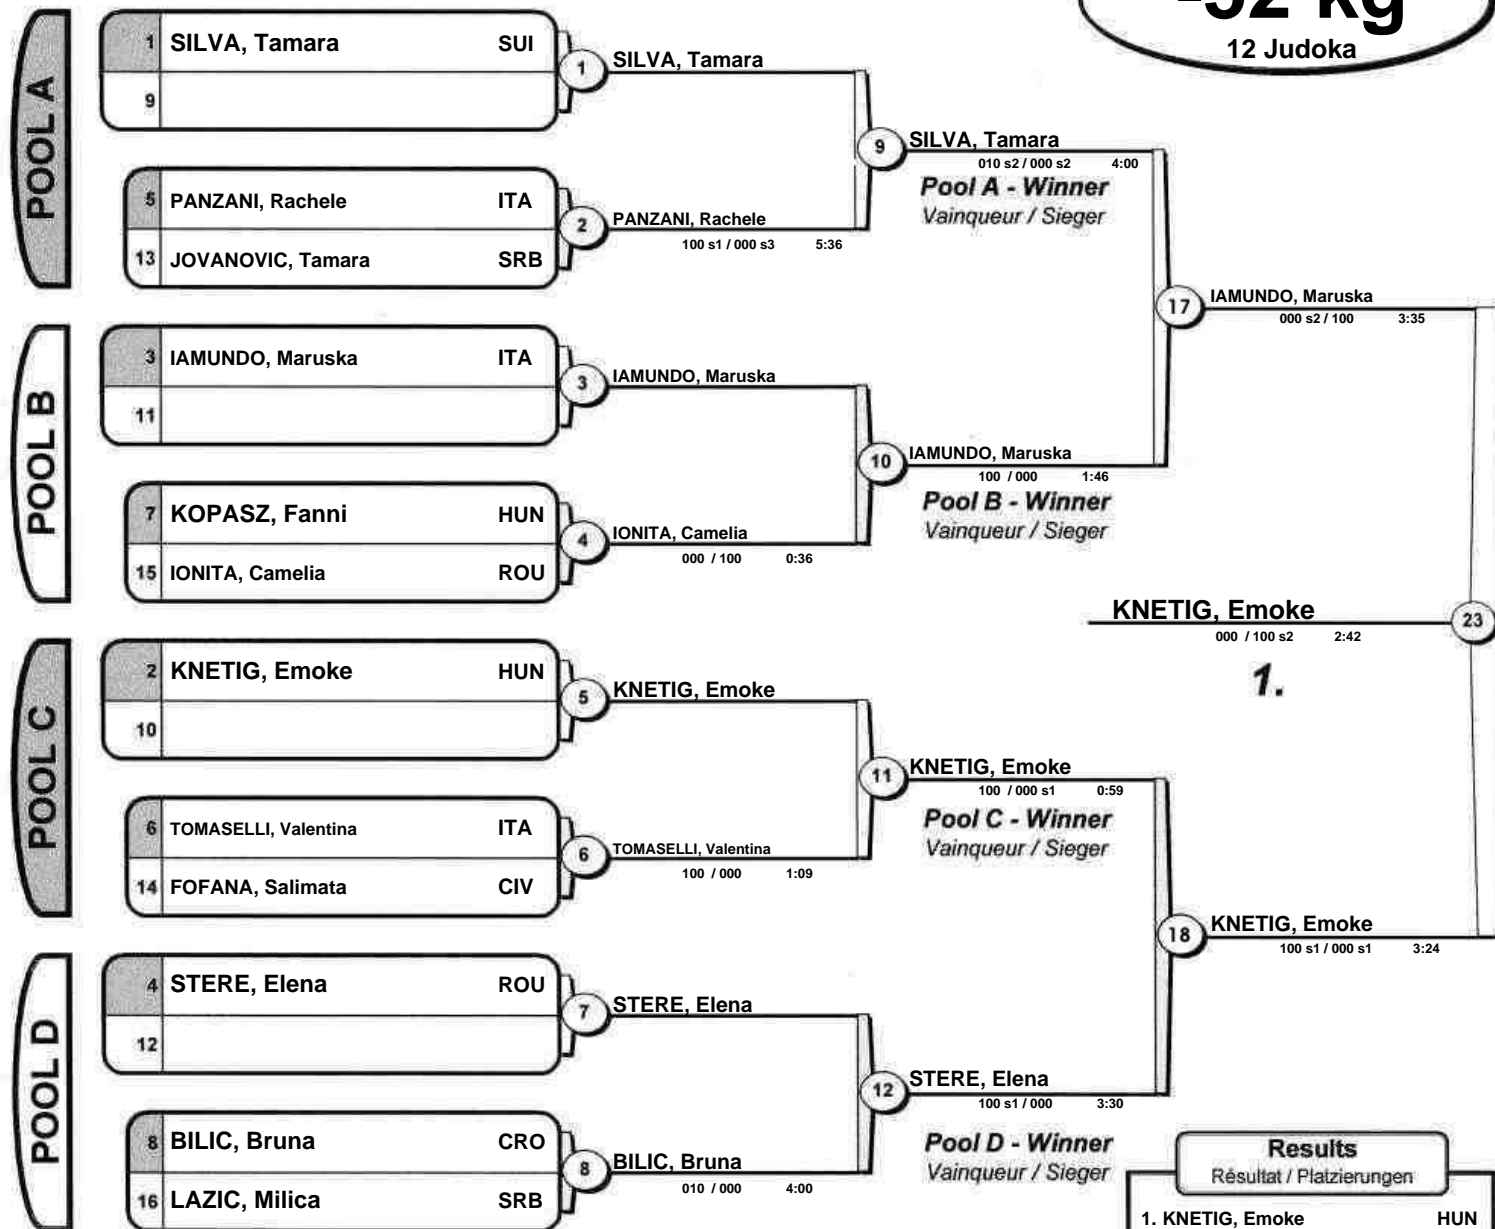 -52 kg
12 Judoka
POOL A
1 SILVA, Tamara SUI
9
1 SILVA, Tamara
5 PANZANI, Rachele ITA
13 JOVANOVIC, Tamara SRB
2 PANZANI, Rachele
100 s1 / 000 s3 5:36
9 SILVA, Tamara
010 s2 / 000 s2 4:00
Pool A - Winner
Vainqueur / Sieger
POOL B
3 IAMUNDO, Maruska ITA
11
3 IAMUNDO, Maruska
7 KOPASZ, Fanni HUN
15 IONITA, Camelia ROU
4 IONITA, Camelia
000 / 100 0:36
10 IAMUNDO, Maruska
100 / 000 1:46
Pool B - Winner
Vainqueur / Sieger
17 IAMUNDO, Maruska
000 s2 / 100 3:35
KNETIG, Emoke 23
000 / 100 s2 2:42
1.
POOL C
2 KNETIG, Emoke HUN
10
5 KNETIG, Emoke
6 TOMASELLI, Valentina ITA
14 FOFANA, Salimata CIV
6 TOMASELLI, Valentina
100 / 000 1:09
11 KNETIG, Emoke
100 / 000 s1 0:59
Pool C - Winner
Vainqueur / Sieger
18 KNETIG, Emoke
100 s1 / 000 s1 3:24
POOL D
4 STERE, Elena ROU
12
7 STERE, Elena
8 BILIC, Bruna CRO
16 LAZIC, Milica SRB
8 BILIC, Bruna
010 / 000 4:00
12 STERE, Elena
100 s1 / 000 3:30
Pool D - Winner
Vainqueur / Sieger
Results
Résultat / Platzierungen
1. KNETIG, Emoke HUN